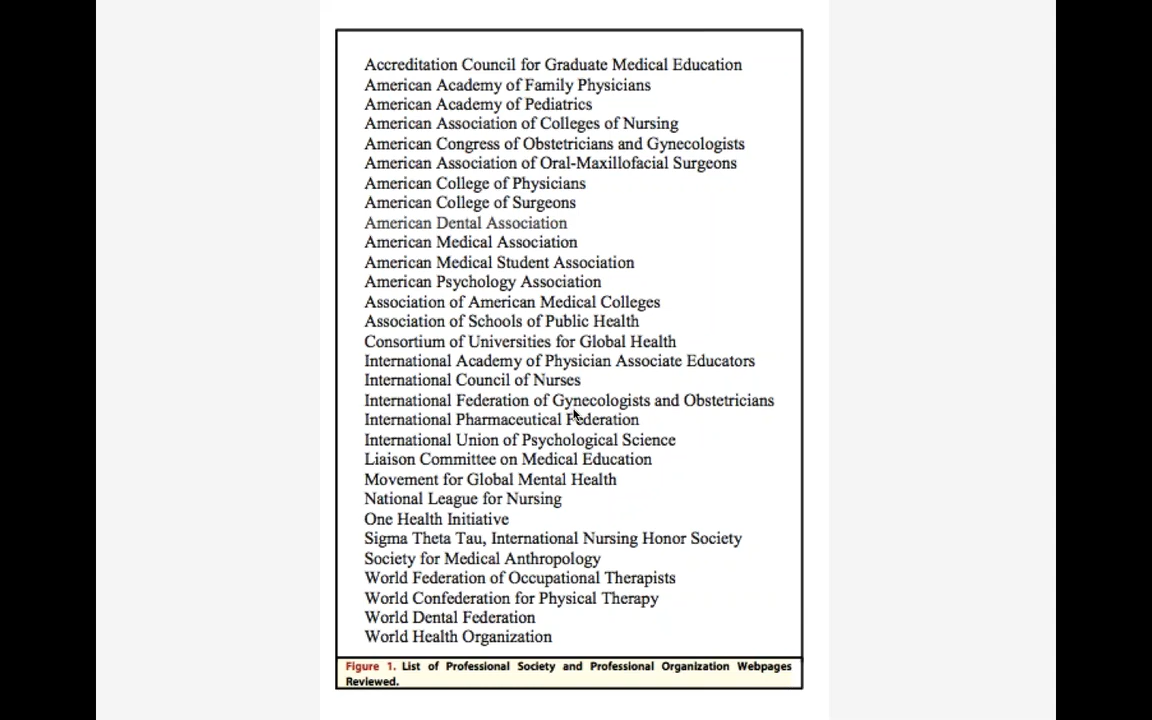 Accreditation Council for Graduate Medical Education
American Academy of Family Physicians
American Academy of Pediatrics
American Association of Colleges of Nursing
American Congress of Obstetricians and Gynecologists
American Association of Oral-Maxillofacial Surgeons
American College of Physicians
American College of Surgeons
American Dental Association
American Medical Association
American Medical Student Association
American Psychology Association
Association of American Medical Colleges
Association of Schools of Public Health
Consortium of Universities for Global Health
International Academy of Physician Associate Educators
International Council of Nurses
International Federation of Gynecologists and Obstetricians
International Pharmaceutical Federation
International Union of Psychological Science
Liaison Committee on Medical Education
Movement for Global Mental Health
National League for Nursing
One Health Initiative
Sigma Theta Tau, International Nursing Honor Society
Society for Medical Anthropology
World Federation of Occupational Therapists
World Confederation for Physical Therapy
World Dental Federation
World Health Organization
Figure 1. List of Professional Society and Professional Organization Webpages
Reviewed.